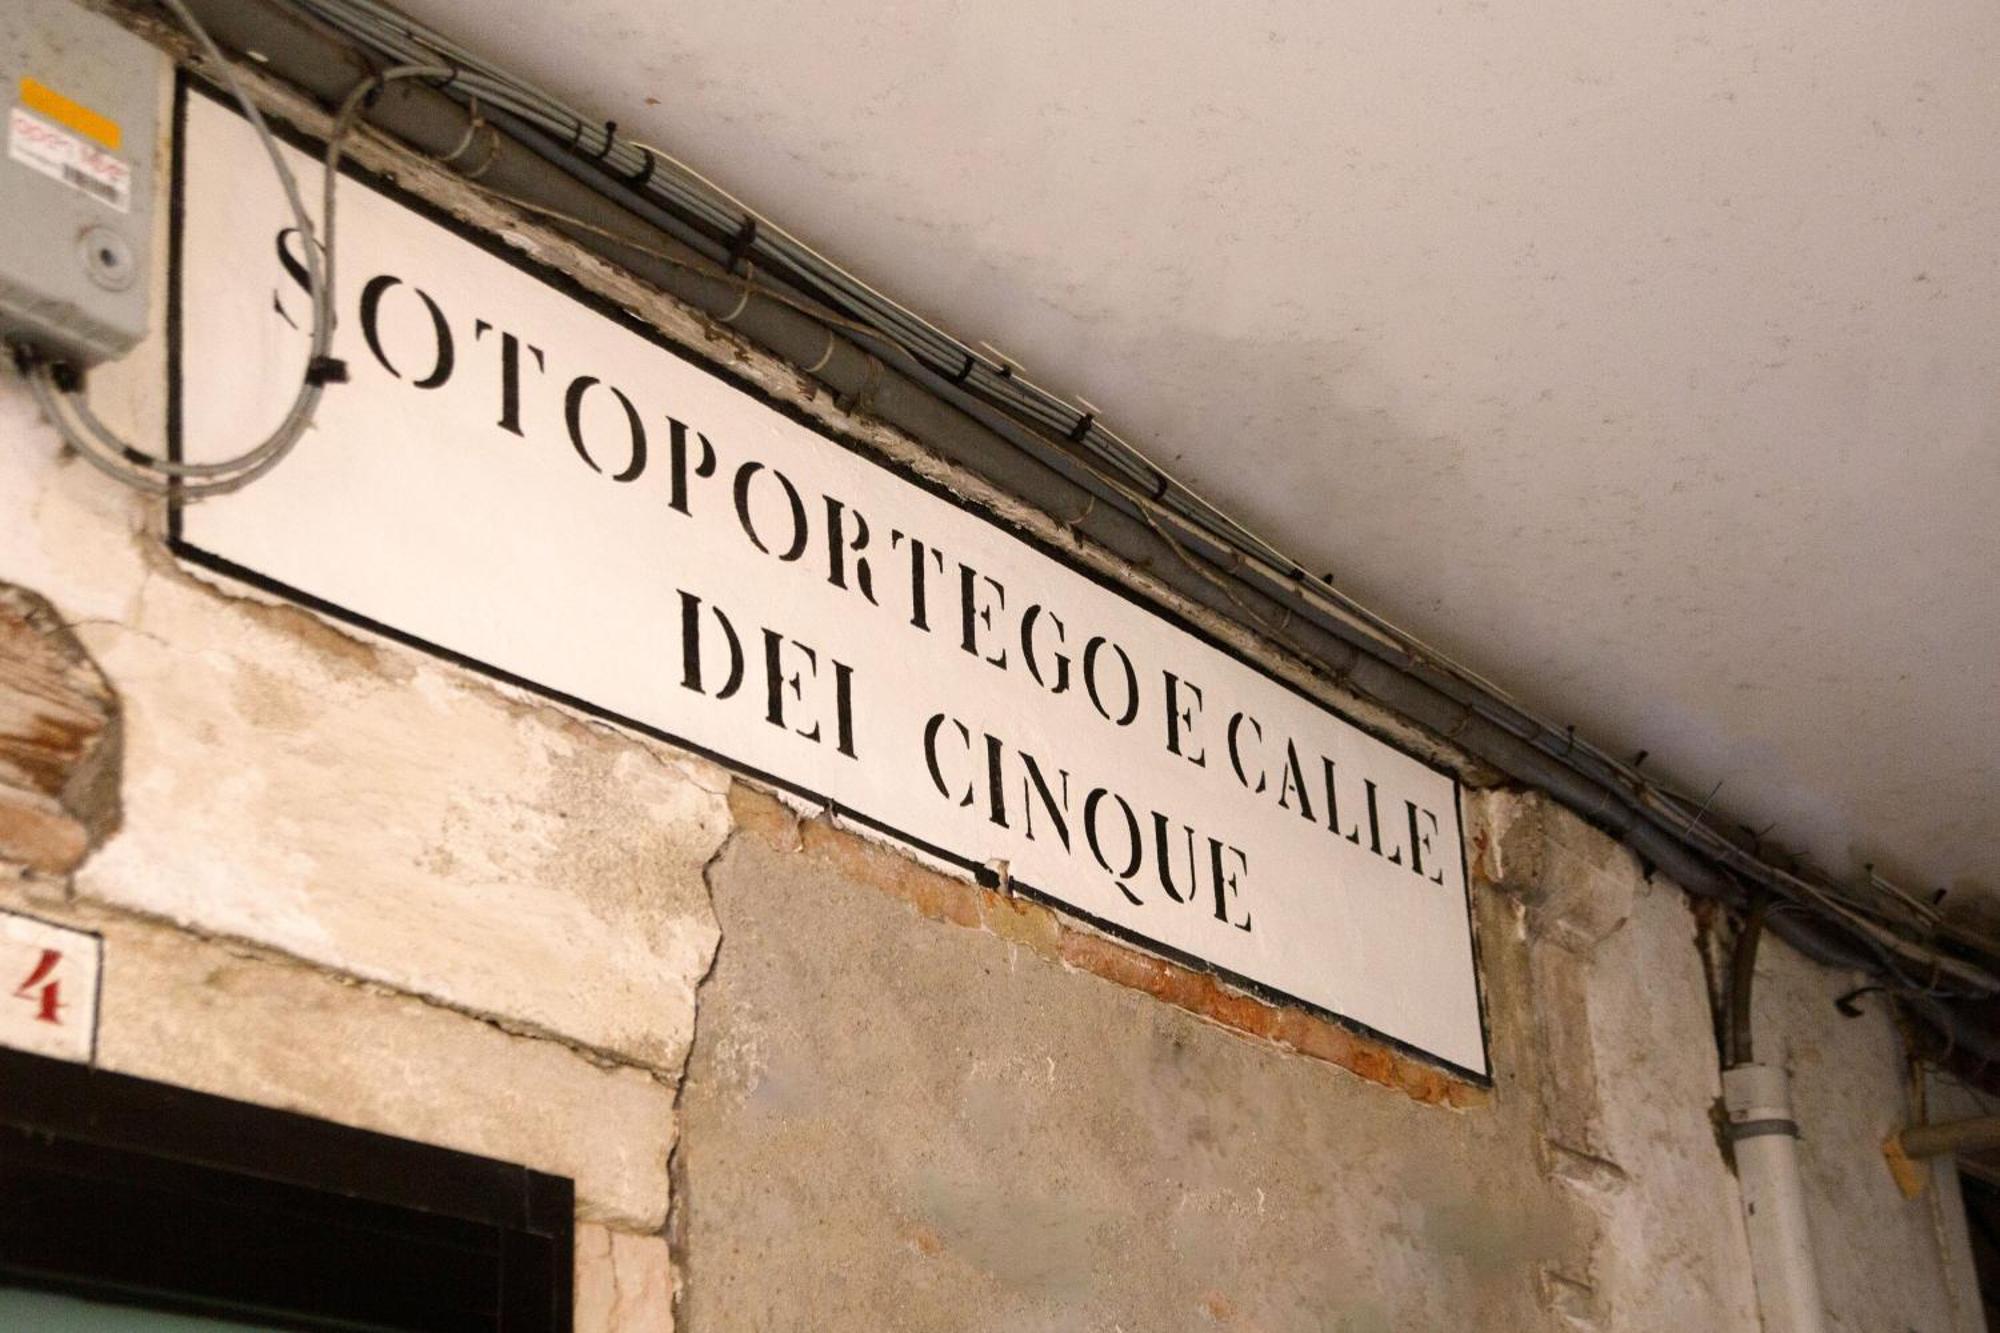 SOTOPORTEGO E CALLE
DEI CINQUE
4